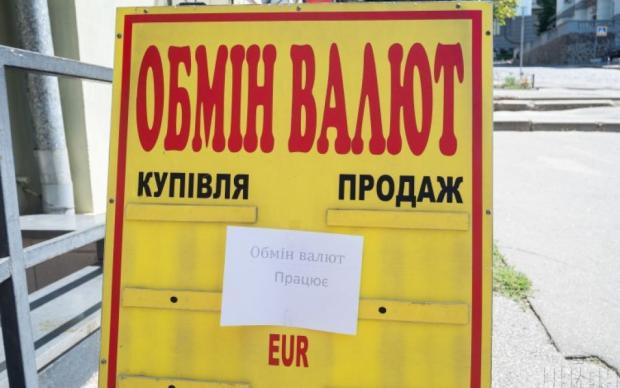 ОБМІН ВАЛЮТ
КУПІВЛЯ ПРОДАЖ
Обмін валют
Працює
EUR